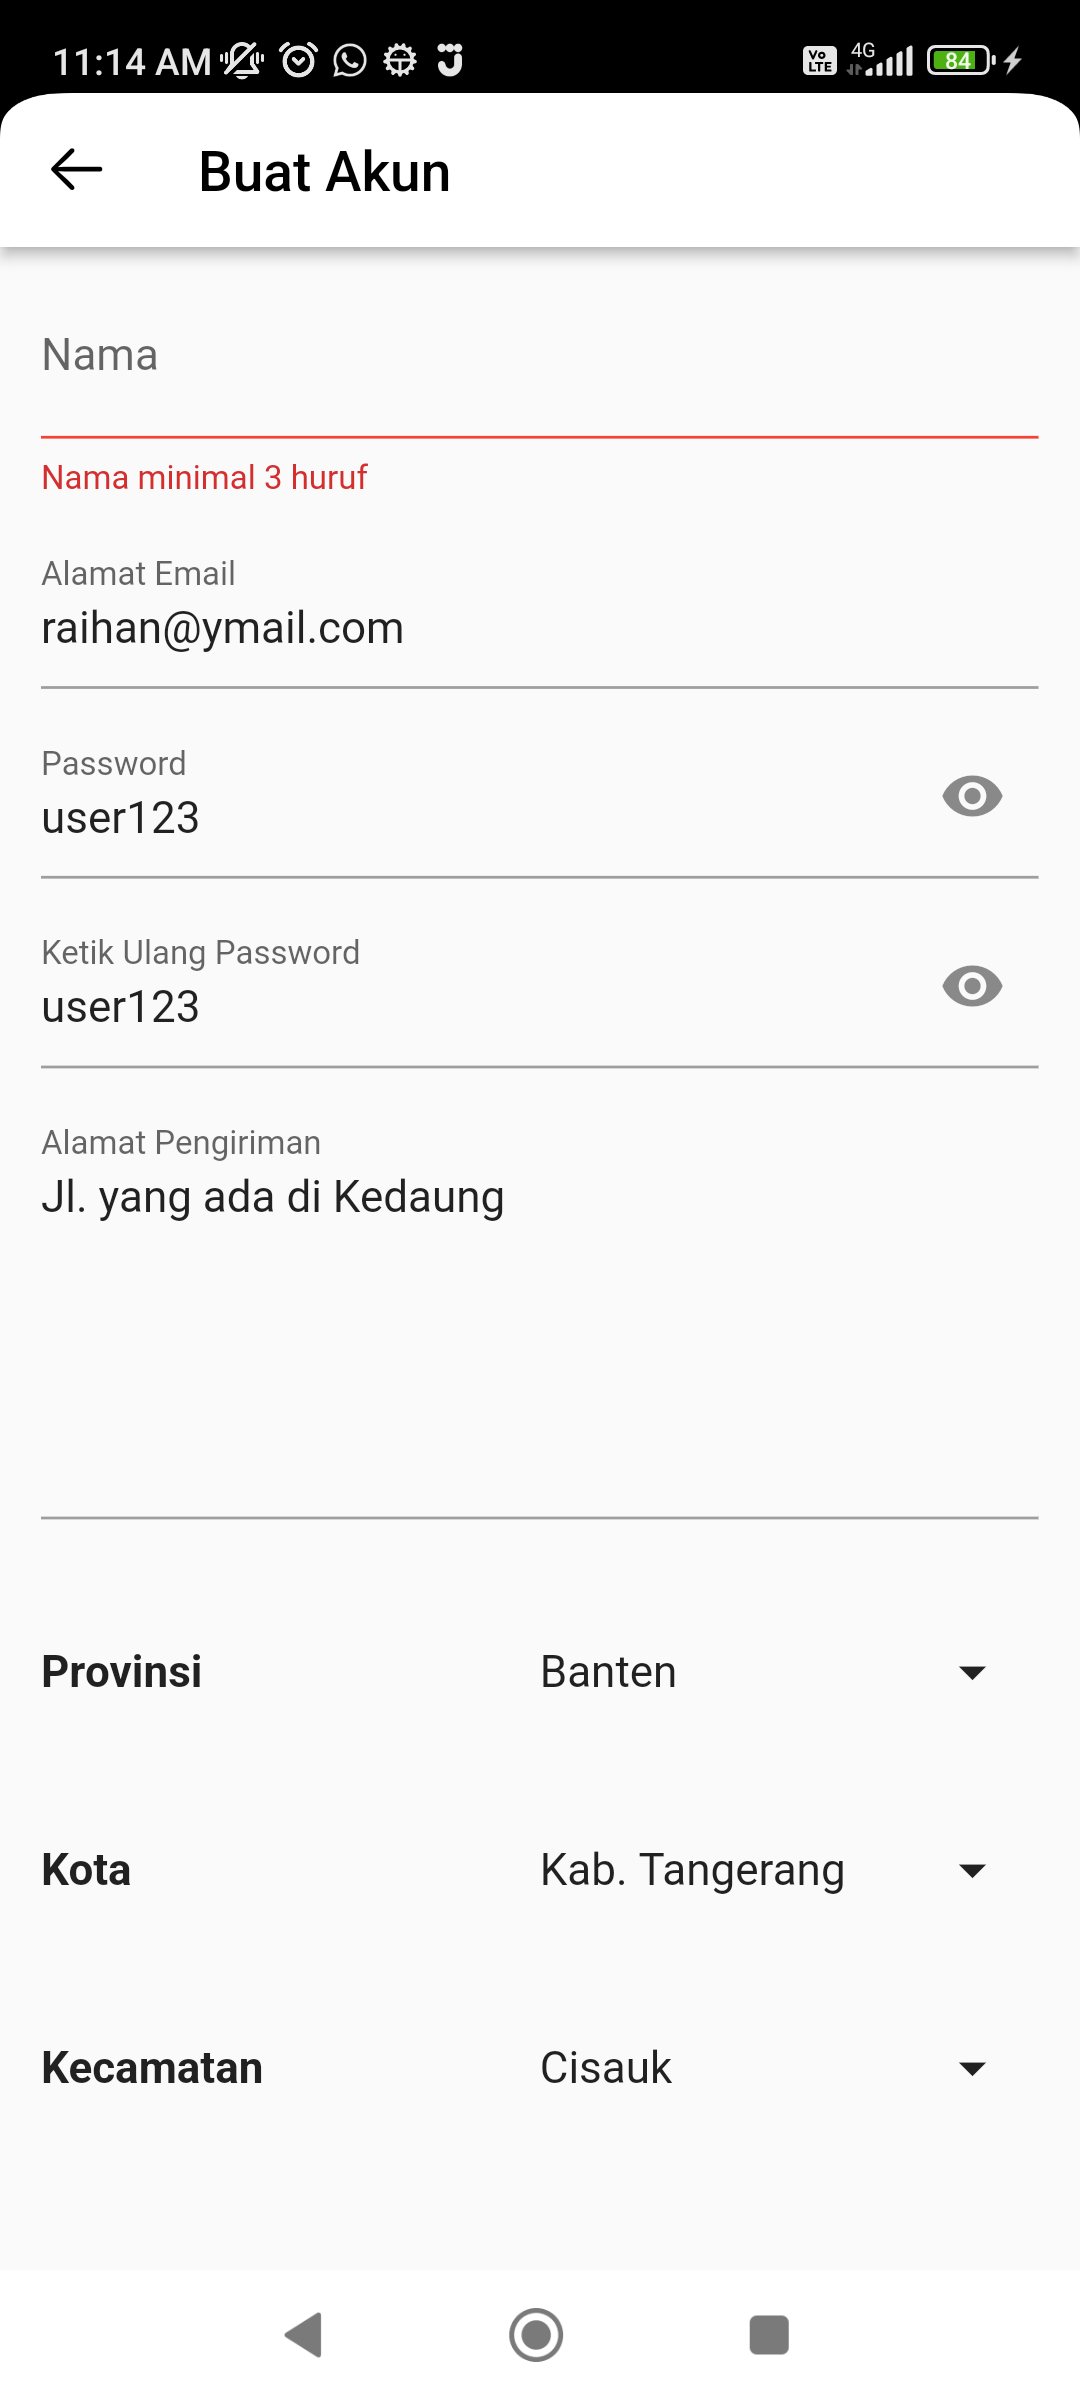 11:14 AM
Vo LTE 4G 84
Buat Akun
Nama
Nama minimal 3 huruf
Alamat Email
raihan@ymail.com
Password
user123
Ketik Ulang Password
user123
Alamat Pengiriman
Jl. yang ada di Kedaung
Provinsi Banten
Kota Kab. Tangerang
Kecamatan Cisauk